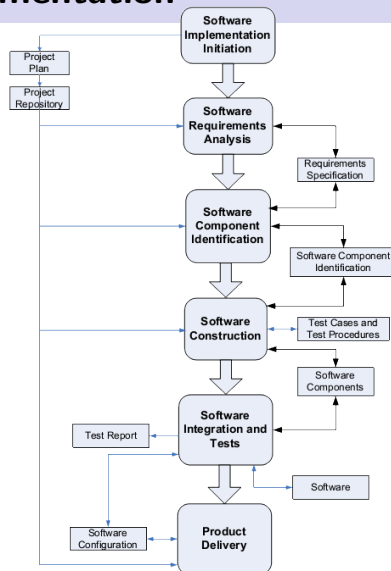 Software
Implementation
Initiation
Project
Plan
Project
Repository
Software
Requirements
Analysis
Requirements
Specification
Software
Component
Identification
Software Component
Identification
Software
Construction
Test Cases and
Test Procedures
Software
Components
Software
Integration and
Tests
Test Report
Software
Software
Configuration
Product
Delivery